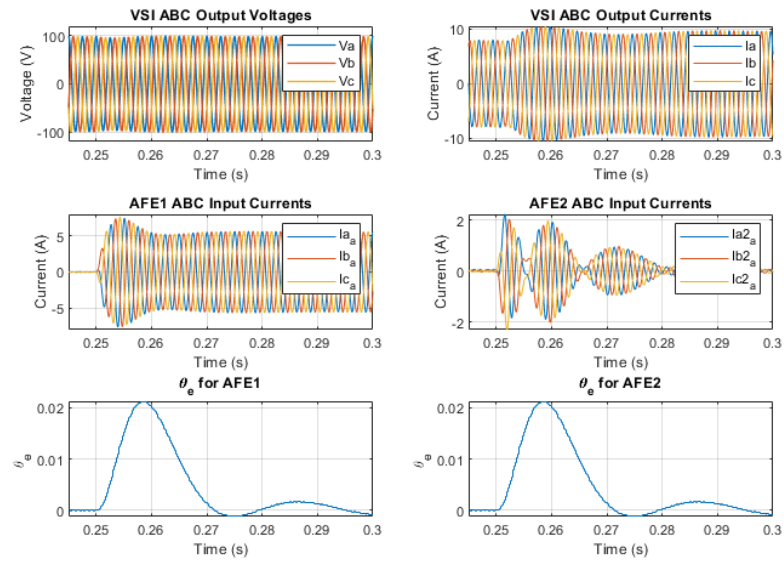 VSI ABC Output Voltages
Voltage (V)
100
0
-100
Va
Vb
Vc
0.25 0.26 0.27 0.28 0.29 0.3
Time (s)
VSI ABC Output Currents
Current (A)
10
0
-10
Ia
Ib
Ic
0.25 0.26 0.27 0.28 0.29 0.3
Time (s)
AFE1 ABC Input Currents
Current (A)
5
0
-5
Ia_a
Ib_a
Ic_a
0.25 0.26 0.27 0.28 0.29 0.3
Time (s)
AFE2 ABC Input Currents
Current (A)
2
0
-2
Ia2_a
Ib2_a
Ic2_a
0.25 0.26 0.27 0.28 0.29 0.3
Time (s)
θ_e for AFE1
θ_e
0.02
0.01
0
0.25 0.26 0.27 0.28 0.29 0.3
Time (s)
θ_e for AFE2
θ_e
0.02
0.01
0
0.25 0.26 0.27 0.28 0.29 0.3
Time (s)